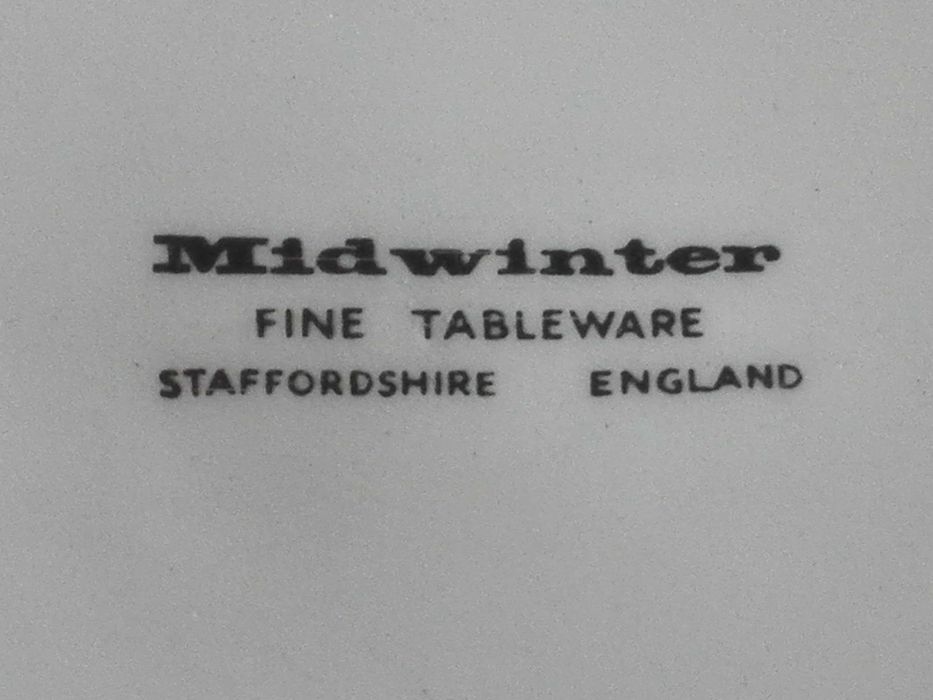 Midwinter
FINE TABLEWARE
STAFFORDSHIRE ENGLAND